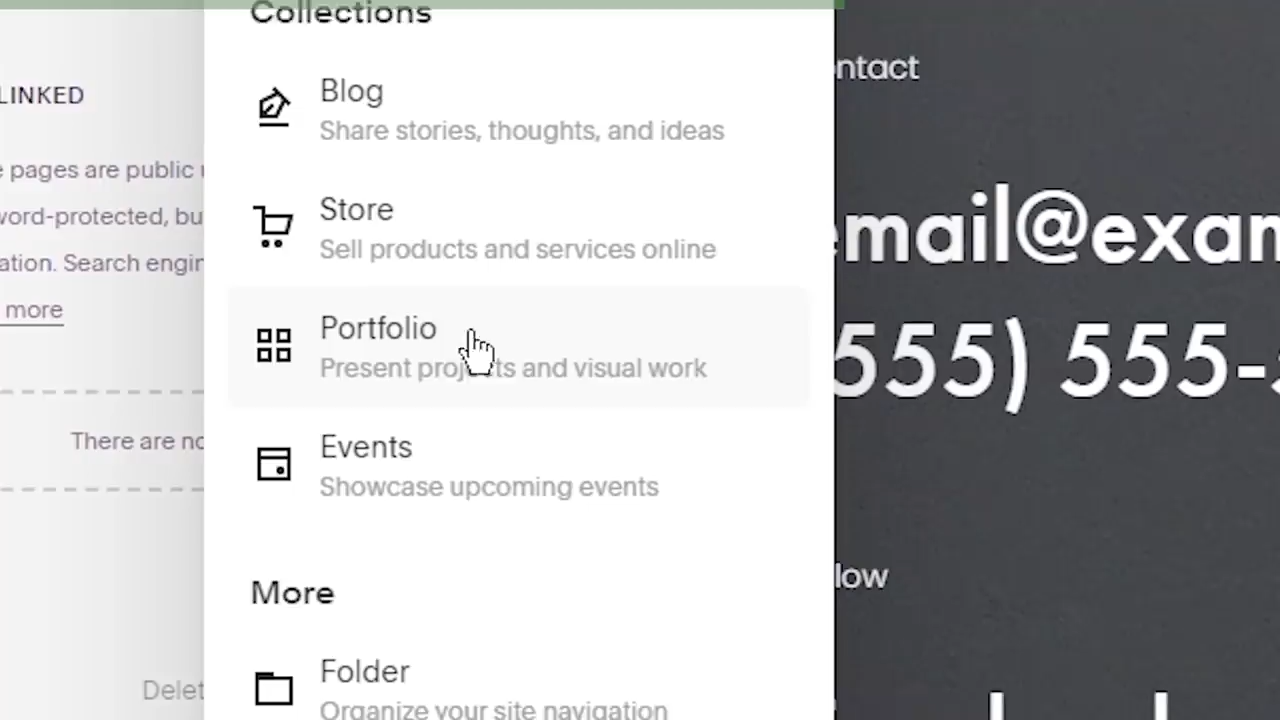 Collections
Blog
Share stories, thoughts, and ideas
Store
Sell products and services online
Portfolio
Present projects and visual work
Events
Showcase upcoming events
More
Folder
Organize your site navigation
LINKED
pages are public
word-protected, bu
ation. Search engin
more
There are no
Delet
ntact
email@exam
555) 555-
low